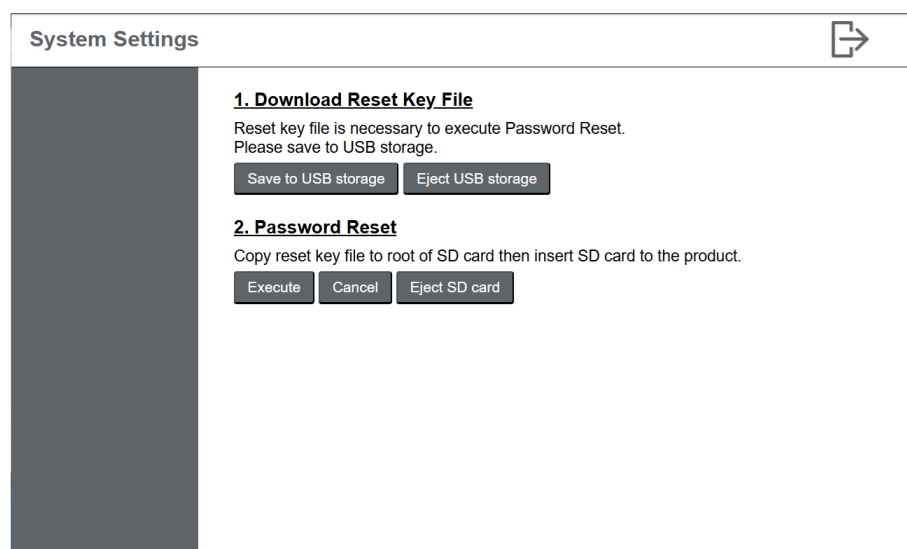 System Settings
1. Download Reset Key File
Reset key file is necessary to execute Password Reset.
Please save to USB storage.
Save to USB storage Eject USB storage
2. Password Reset
Copy reset key file to root of SD card then insert SD card to the product.
Execute Cancel Eject SD card